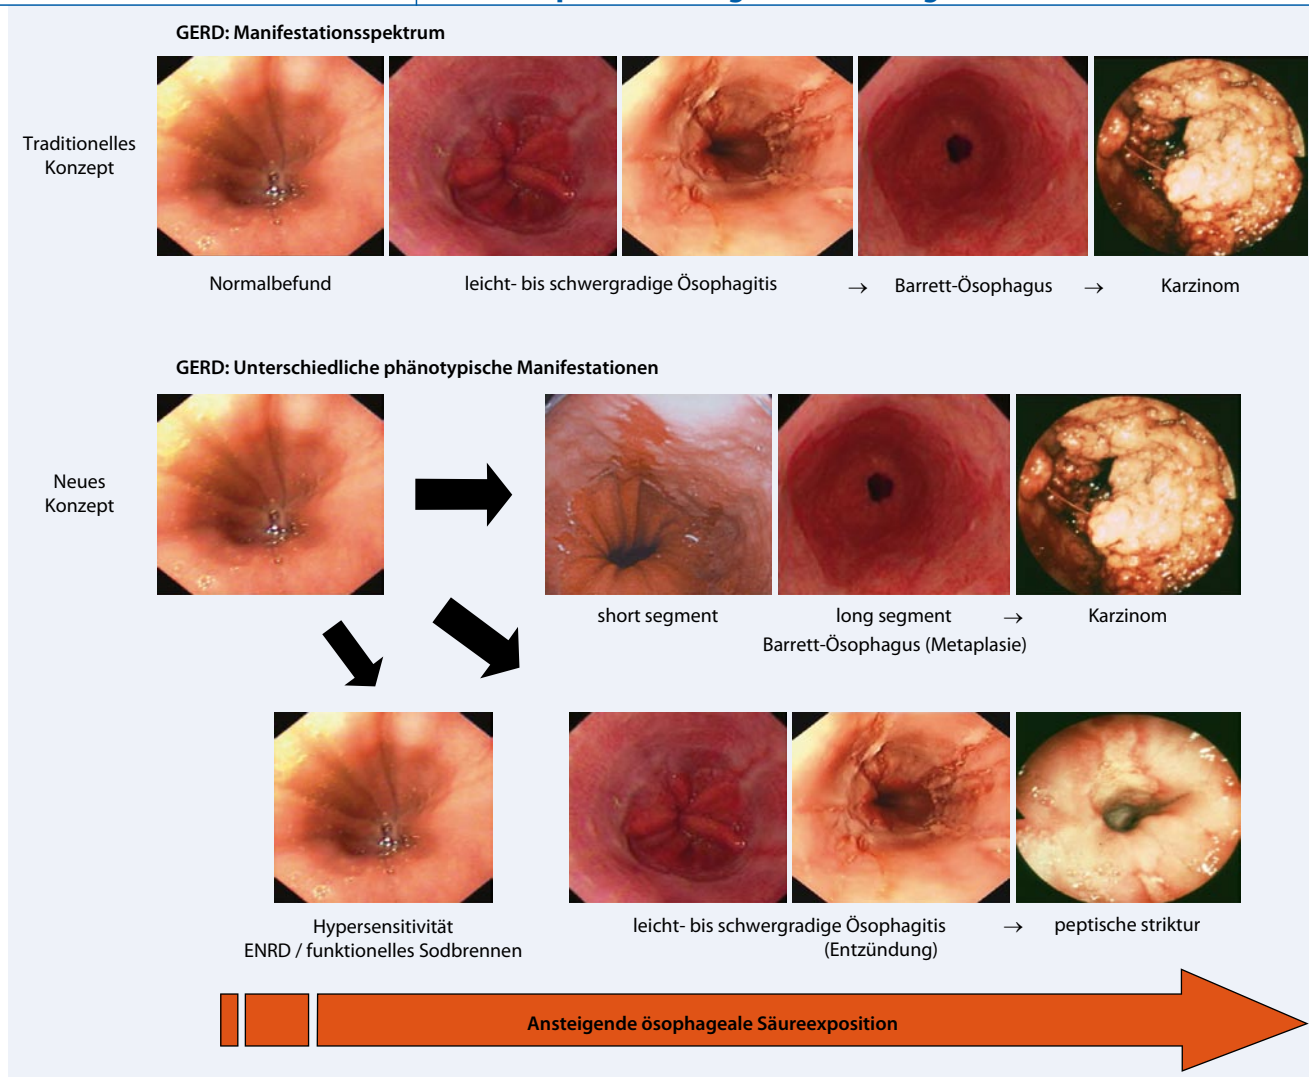 GERD: Manifestationsspektrum
Traditionelles
Konzept
Normalbefund
leicht- bis schwergradige Ösophagitis
→
Barrett-Ösophagus
→
Karzinom
GERD: Unterschiedliche phänotypische Manifestationen
Neues
Konzept
short segment
long segment
→
Karzinom
Barrett-Ösophagus (Metaplasie)
Hypersensitivität
ENRD / funktionelles Sodbrennen
leicht- bis schwergradige Ösophagitis
→
peptische striktur
(Entzündung)
Ansteigende ösophageale Säureexposition